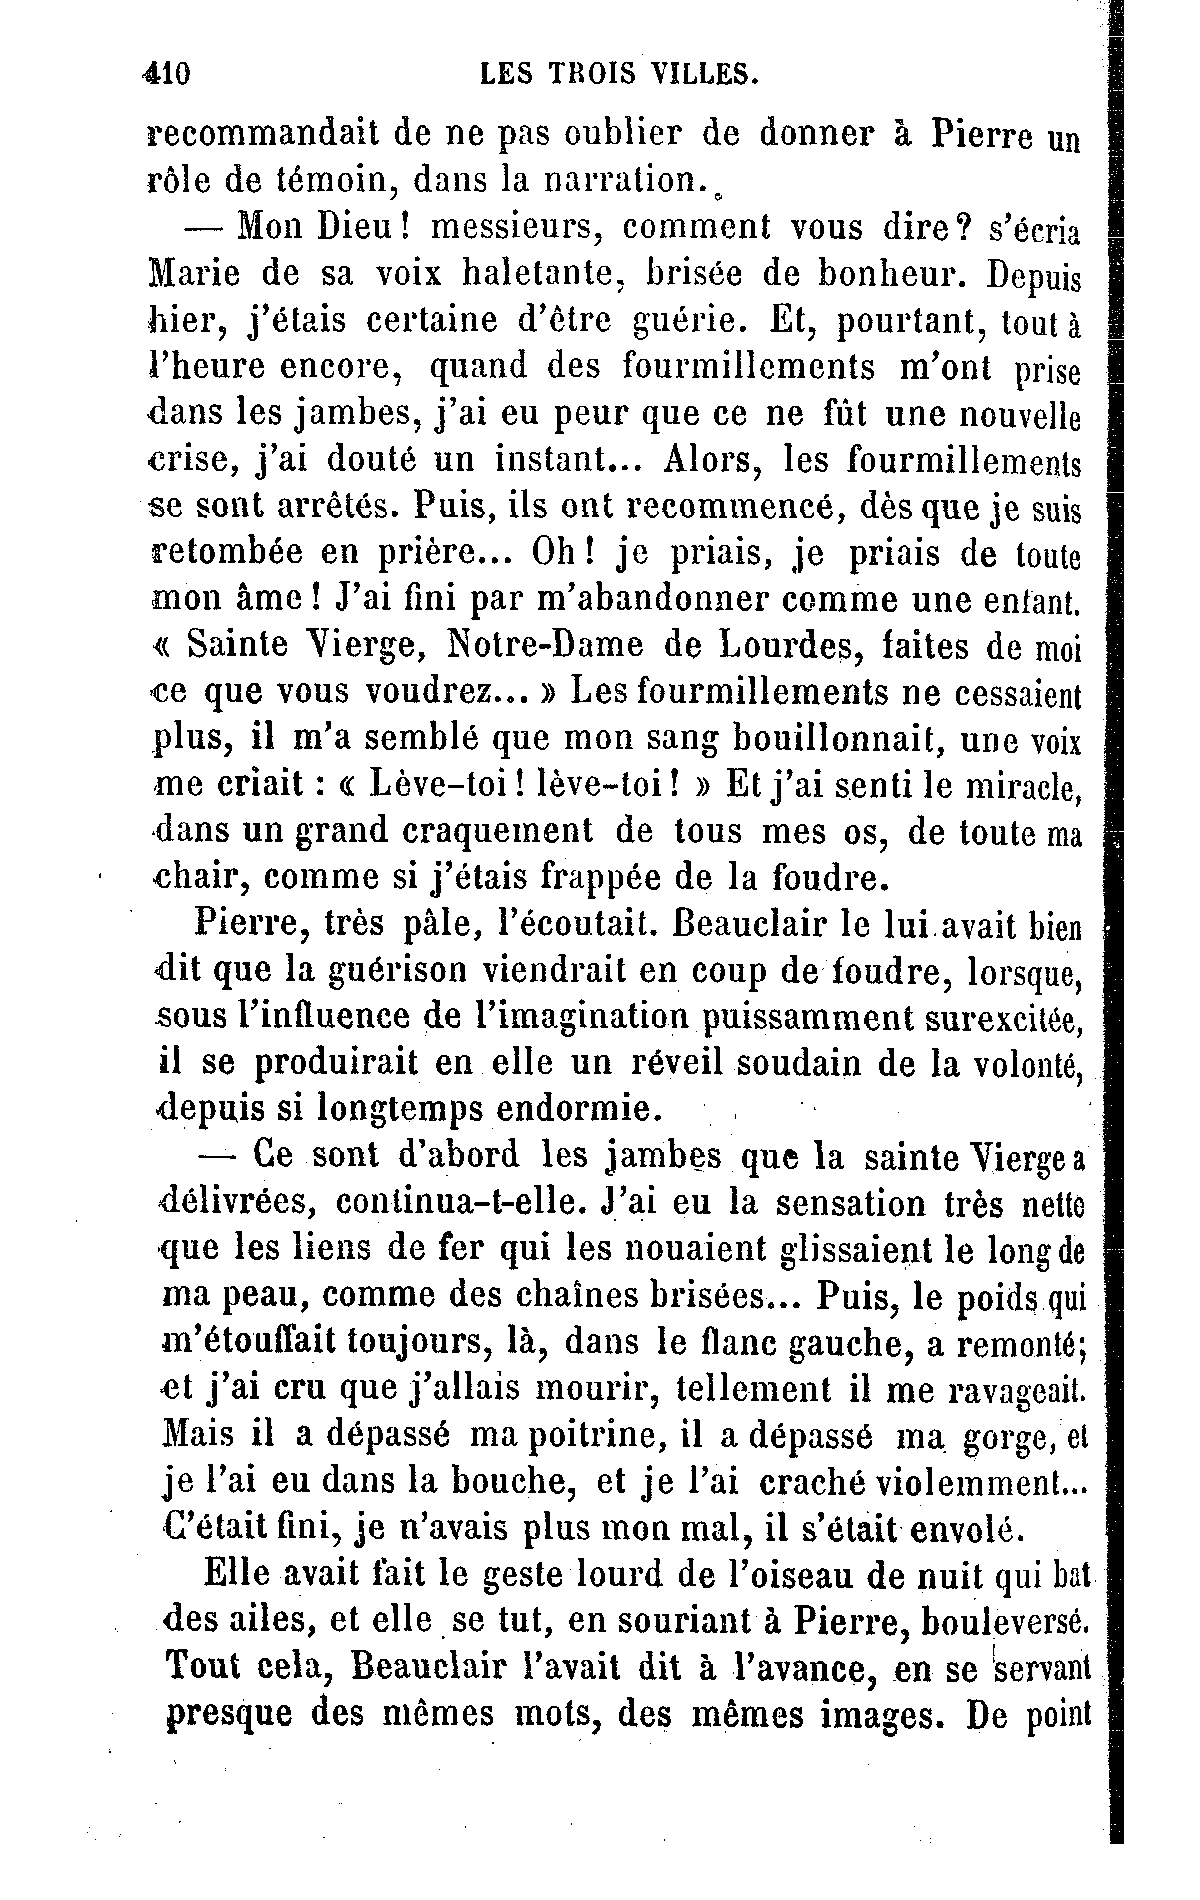 410 LES TROIS VILLES.
recommandait de ne pas oublier de donner à Pierre un
rôle de témoin, dans la narration.
— Mon Dieu ! messieurs, comment vous dire ? s'écria
Marie de sa voix haletante, brisée de bonheur. Depuis
hier, j'étais certaine d'être guérie. Et, pourtant, tout à
l'heure encore, quand des fourmillements m'ont prise
dans les jambes, j'ai eu peur que ce ne fût une nouvelle
crise, j'ai douté un instant... Alors, les fourmillements
se sont arrêtés. Puis, ils ont recommencé, dès que je suis
retombée en prière... Oh ! je priais, je priais de toute
mon âme ! J'ai fini par m'abandonner comme une enfant.
« Sainte Vierge, Notre-Dame de Lourdes, faites de moi
ce que vous voudrez... » Les fourmillements ne cessaient
plus, il m'a semblé que mon sang bouillonnait, une voix
me criait : « Lève-toi ! lève-toi ! » Et j'ai senti le miracle,
dans un grand craquement de tous mes os, de toute ma
chair, comme si j'étais frappée de la foudre.
Pierre, très pâle, l'écoutait. Beauclair le lui avait bien
dit que la guérison viendrait en coup de foudre, lorsque,
sous l'influence de l'imagination puissamment surexcitée,
il se produirait en elle un réveil soudain de la volonté,
depuis si longtemps endormie.
— Ce sont d'abord les jambes que la sainte Vierge a
délivrées, continua-t-elle. J'ai eu la sensation très nette
que les liens de fer qui les nouaient glissaient le long de
ma peau, comme des chaînes brisées... Puis, le poids qui
m'étouffait toujours, là, dans le flanc gauche, a remonté;
et j'ai cru que j'allais mourir, tellement il me ravageait.
Mais il a dépassé ma poitrine, il a dépassé ma gorge, et
je l'ai eu dans la bouche, et je l'ai craché violemment...
C'était fini, je n'avais plus mon mal, il s'était envolé.
Elle avait fait le geste lourd de l'oiseau de nuit qui bat
des ailes, et elle se tut, en souriant à Pierre, bouleversé.
Tout cela, Beauclair l'avait dit à l'avance, en se servant
presque des mêmes mots, des mêmes images. De point